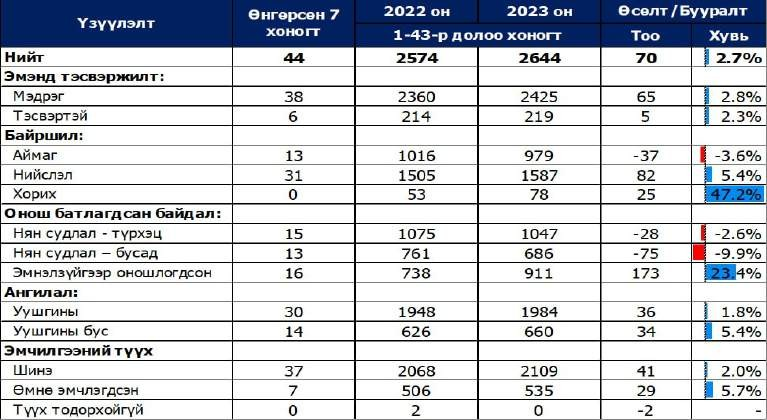 Үзүүлэлт Өнгөрсөн 7 хоногт 2022 он 2023 он Өсөлт/Бууралт
1-43-р долоо хоногт Тоо Хувь
Нийт 44 2574 2644 70 2.7%
Эмэнд тэсвэржилт:
Мэдрэг 38 2360 2425 65 2.8%
Тэсвэртэй 6 214 219 5 2.3%
Байршил:
Аймаг 13 1016 979 -37 -3.6%
Нийслэл 31 1505 1587 82 5.4%
Хорих 0 53 78 25 47.2%
Онош батлагдсан байдал:
Нян судлал - түрхэц 15 1075 1047 -28 -2.6%
Нян судлал – бусад 13 761 686 -75 -9.9%
Эмнэлзүйгээр оношлогдсон 16 738 911 173 23.4%
Ангилал:
Уушгины 30 1948 1984 36 1.8%
Уушгины бус 14 626 660 34 5.4%
Эмчилгээний түүх
Шинэ 37 2068 2109 41 2.0%
Өмнө эмчлэгдсэн 7 506 535 29 5.7%
Түүх тодорхойгүй 0 2 0 -2 -